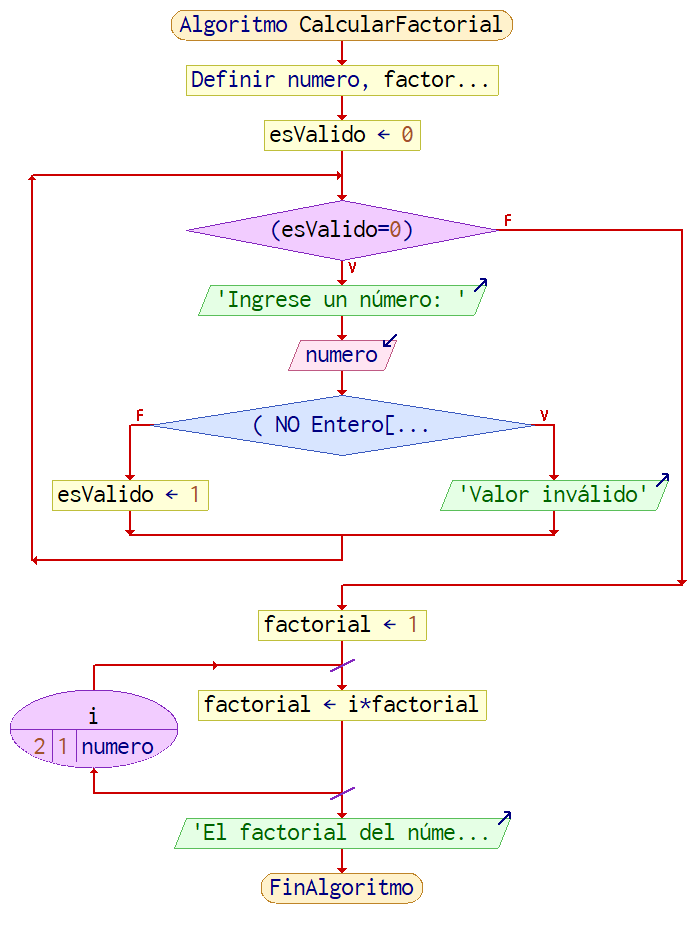 Algoritmo CalcularFactorial
Definir numero, factor...
esValido ← 0
(esValido=0)
F
V
'Ingrese un número: '
numero
F
V
( NO Entero[...
esValido ← 1
'Valor inválido'
factorial ← 1
factorial ← i*factorial
i
2 1 numero
'El factorial del núme...
FinAlgoritmo